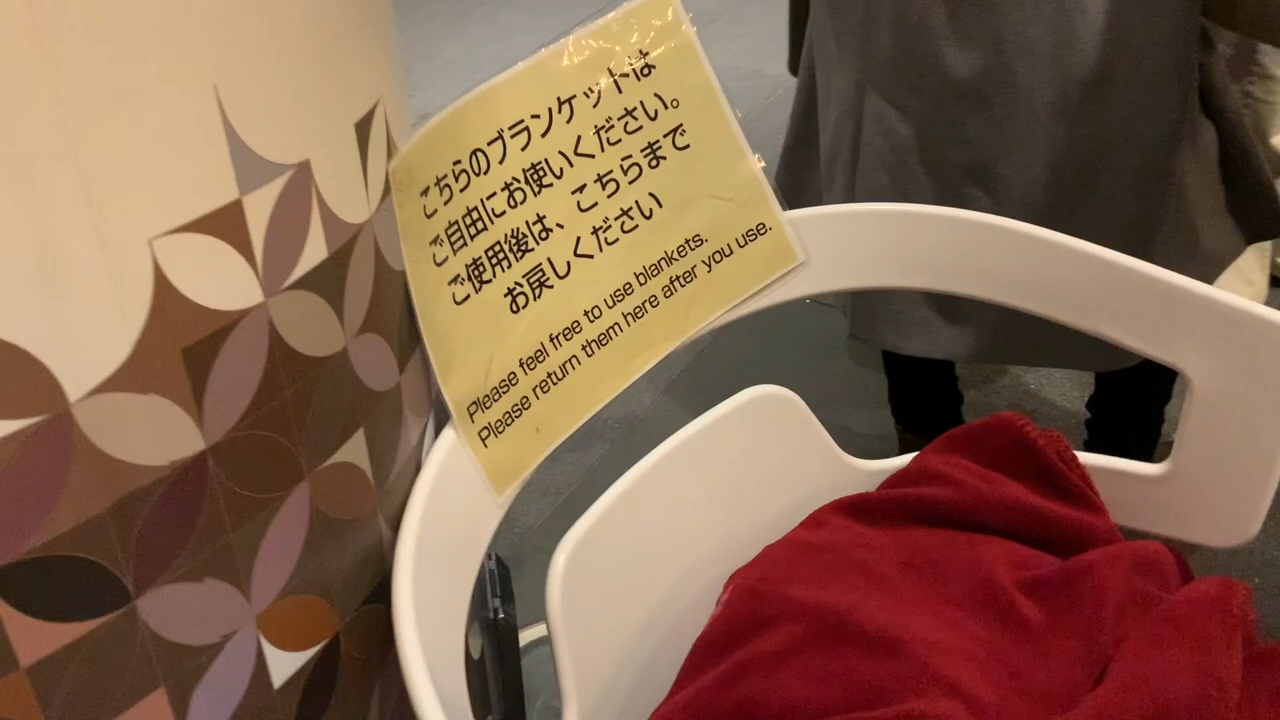 こちらのブランケットは
ご自由にお使いください。
ご使用後は、こちらまで
お戻しください
Please feel free to use blankets.
Please return them here after you use.